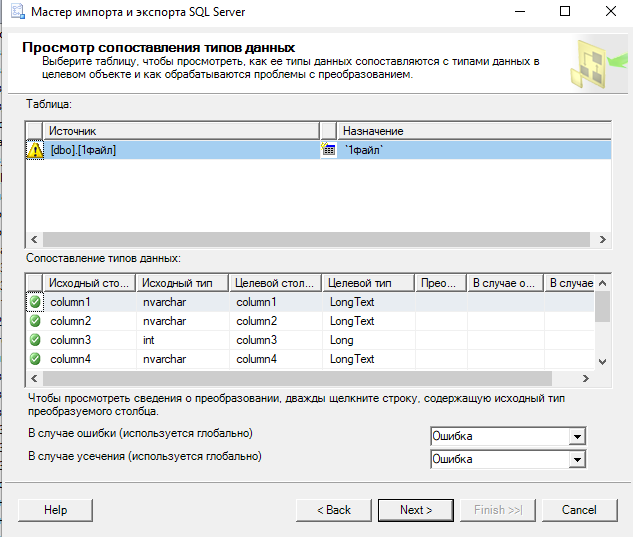 Мастер импорта и экспорта SQL Server
Просмотр сопоставления типов данных
Выберите таблицу, чтобы просмотреть, как ее типы данных сопоставляются с типами данных в
целевом объекте и как обрабатываются проблемы с преобразованием.
Таблица:
Источник Назначение
[dbo].[1Файл] `1Файл`
Сопоставление типов данных:
Исходный сто... Исходный тип Целевой стол... Целевой тип Прео... В случае о... В случае
column1 nvarchar column1 LongText
column2 nvarchar column2 LongText
column3 int column3 Long
column4 nvarchar column4 LongText
Чтобы просмотреть сведения о преобразовании, дважды щелкните строку, содержащую исходный тип
преобразуемого столбца.
В случае ошибки (используется глобально) Ошибка
В случае усечения (используется глобально) Ошибка
Help < Back Next > Finish >>| Cancel